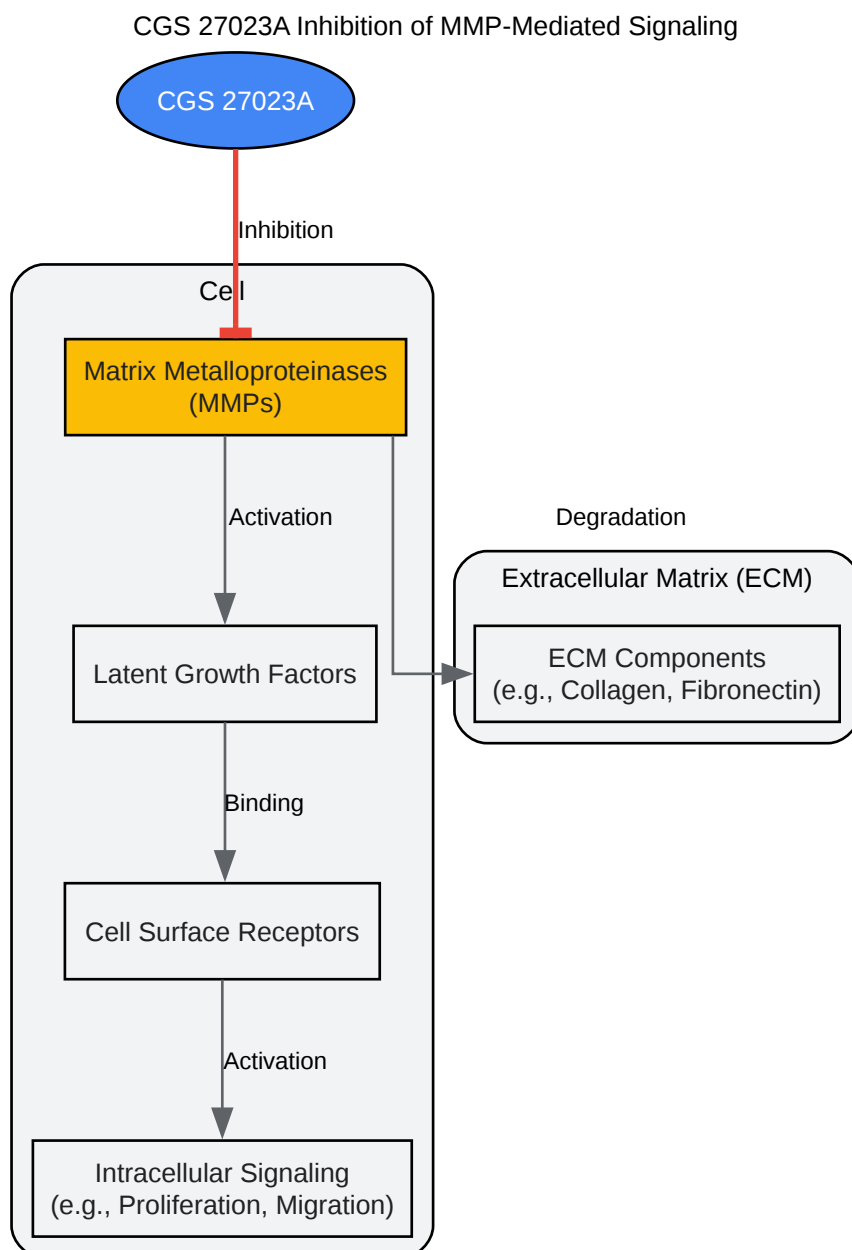 CGS 27023A Inhibition of MMP-Mediated Signaling
CGS 27023A
Inhibition
Cell
Matrix Metalloproteinases
(MMPs)
Activation
Degradation
Extracellular Matrix (ECM)
Latent Growth Factors
ECM Components
(e.g., Collagen, Fibronectin)
Binding
Cell Surface Receptors
Activation
Intracellular Signaling
(e.g., Proliferation, Migration)